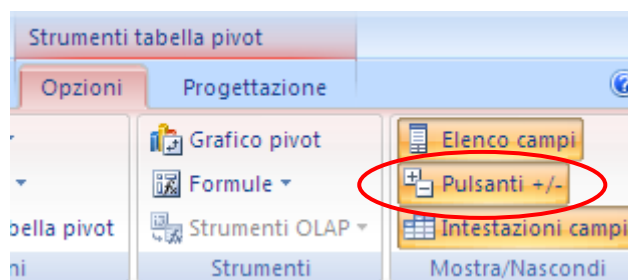 Strumenti tabella pivot
Opzioni Progettazione
Grafico pivot Elenco campi
Formule Pulsanti +/-
bella pivot Strumenti OLAP Intestazioni campi
ni Strumenti Mostra/Nascondi